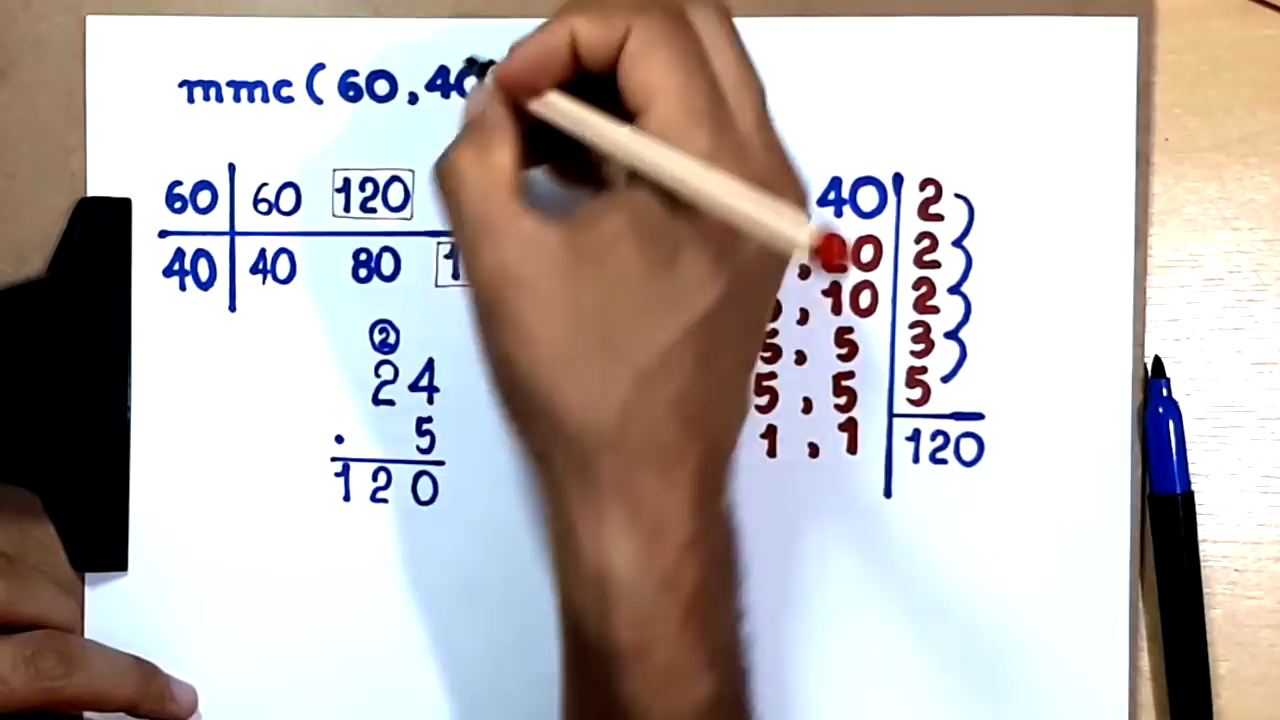 mmc ( 60 , 40
60 | 60 120
40 | 40 80
②
24
. 5
120
40 | 2
, 20 | 2
, 10 | 2
5 , 5 | 3
5 , 5 | 5
1 , 1
120